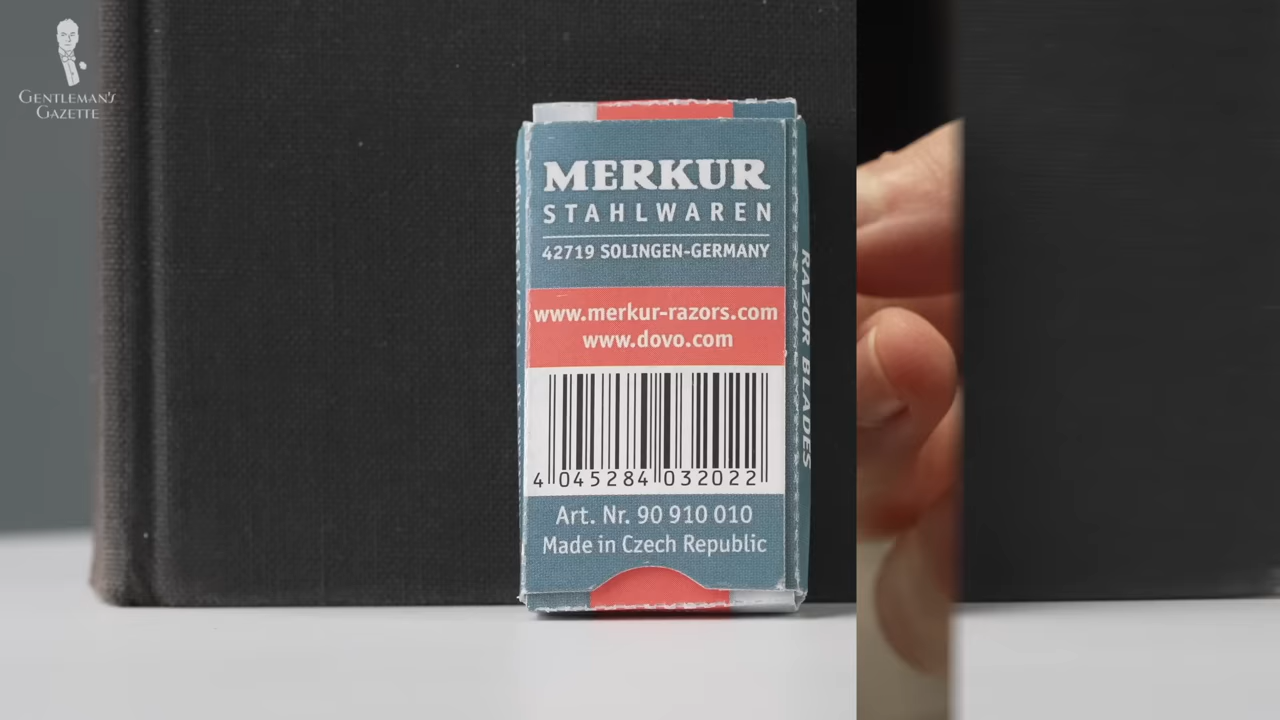 GENTLEMAN'S
GAZETTE
MERKUR
STAHLWAREN
42719 SOLINGEN-GERMANY
www.merkur-razors.com
www.dovo.com
4 045284 032022
Art. Nr. 90 910 010
Made in Czech Republic
RAZOR BLADES